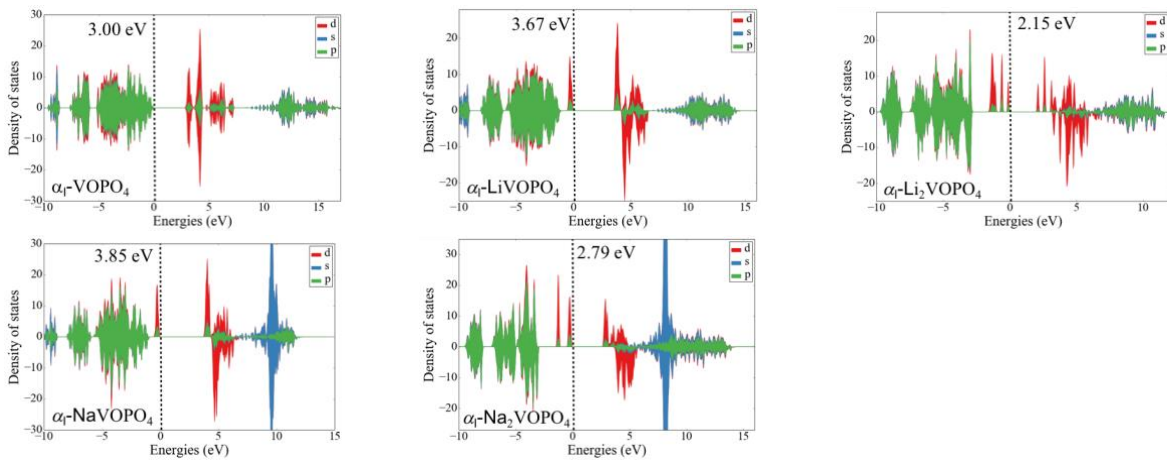 3.00 eV
d
s
p
Density of states
30
20
10
0
−10
−20
−30
αI-VOPO4
−10 −5 0 5 10 15
Energies (eV)
3.67 eV
d
s
p
Density of states
20
10
0
−10
−20
αI-LiVOPO4
−10 −5 0 5 10 15
Energies (eV)
2.15 eV
d
s
p
Density of states
20
10
0
−10
−20
αI-Li2VOPO4
−10 −5 0 5 10
Energies (eV)
3.85 eV
d
s
p
Density of states
30
20
10
0
−10
−20
−30
αI-NaVOPO4
−10 −5 0 5 10 15
Energies (eV)
2.79 eV
d
s
p
Density of states
30
20
10
0
−10
−20
αI-Na2VOPO4
−10 −5 0 5 10 15
Energies (eV)